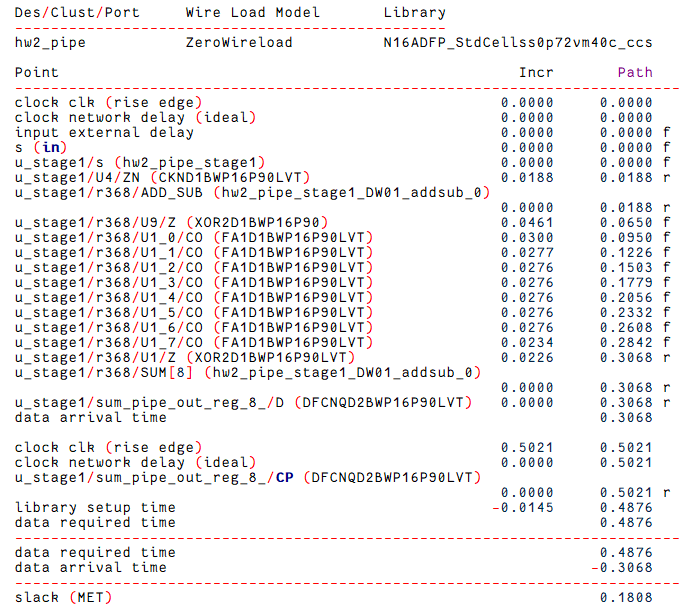 Des/Clust/Port     Wire Load Model       Library
------------------------------------------------
hw2_pipe           ZeroWireload          N16ADFP_StdCellss0p72vm40c_ccs
Point                                                   Incr       Path
------------------------------------------------------------------------------
clock clk (rise edge)                                 0.0000     0.0000
clock network delay (ideal)                           0.0000     0.0000
input external delay                                  0.0000     0.0000 f
s (in)                                                0.0000     0.0000 f
u_stage1/s (hw2_pipe_stage1)                          0.0000     0.0000 f
u_stage1/U4/ZN (CKND1BWP16P90LVT)                     0.0188     0.0188 r
u_stage1/r368/ADD_SUB (hw2_pipe_stage1_DW01_addsub_0)
                                                      0.0000     0.0188 r
u_stage1/r368/U9/Z (XOR2D1BWP16P90)                   0.0461     0.0650 f
u_stage1/r368/U1_0/CO (FA1D1BWP16P90LVT)              0.0300     0.0950 f
u_stage1/r368/U1_1/CO (FA1D1BWP16P90LVT)              0.0277     0.1226 f
u_stage1/r368/U1_2/CO (FA1D1BWP16P90LVT)              0.0276     0.1503 f
u_stage1/r368/U1_3/CO (FA1D1BWP16P90LVT)              0.0276     0.1779 f
u_stage1/r368/U1_4/CO (FA1D1BWP16P90LVT)              0.0276     0.2056 f
u_stage1/r368/U1_5/CO (FA1D1BWP16P90LVT)              0.0276     0.2332 f
u_stage1/r368/U1_6/CO (FA1D1BWP16P90LVT)              0.0276     0.2608 f
u_stage1/r368/U1_7/CO (FA1D1BWP16P90LVT)              0.0234     0.2842 f
u_stage1/r368/U1/Z (XOR2D1BWP16P90LVT)                0.0226     0.3068 r
u_stage1/r368/SUM[8] (hw2_pipe_stage1_DW01_addsub_0)
                                                      0.0000     0.3068 r
u_stage1/sum_pipe_out_reg_8_/D (DFCNQD2BWP16P90LVT)   0.0000     0.3068 r
data arrival time                                                0.3068
clock clk (rise edge)                                 0.5021     0.5021
clock network delay (ideal)                           0.0000     0.5021
u_stage1/sum_pipe_out_reg_8_/CP (DFCNQD2BWP16P90LVT)
                                                      0.0000     0.5021 r
library setup time                                   -0.0145     0.4876
data required time                                               0.4876
------------------------------------------------------------------------------
data required time                                               0.4876
data arrival time                                               -0.3068
------------------------------------------------------------------------------
slack (MET)                                                      0.1808